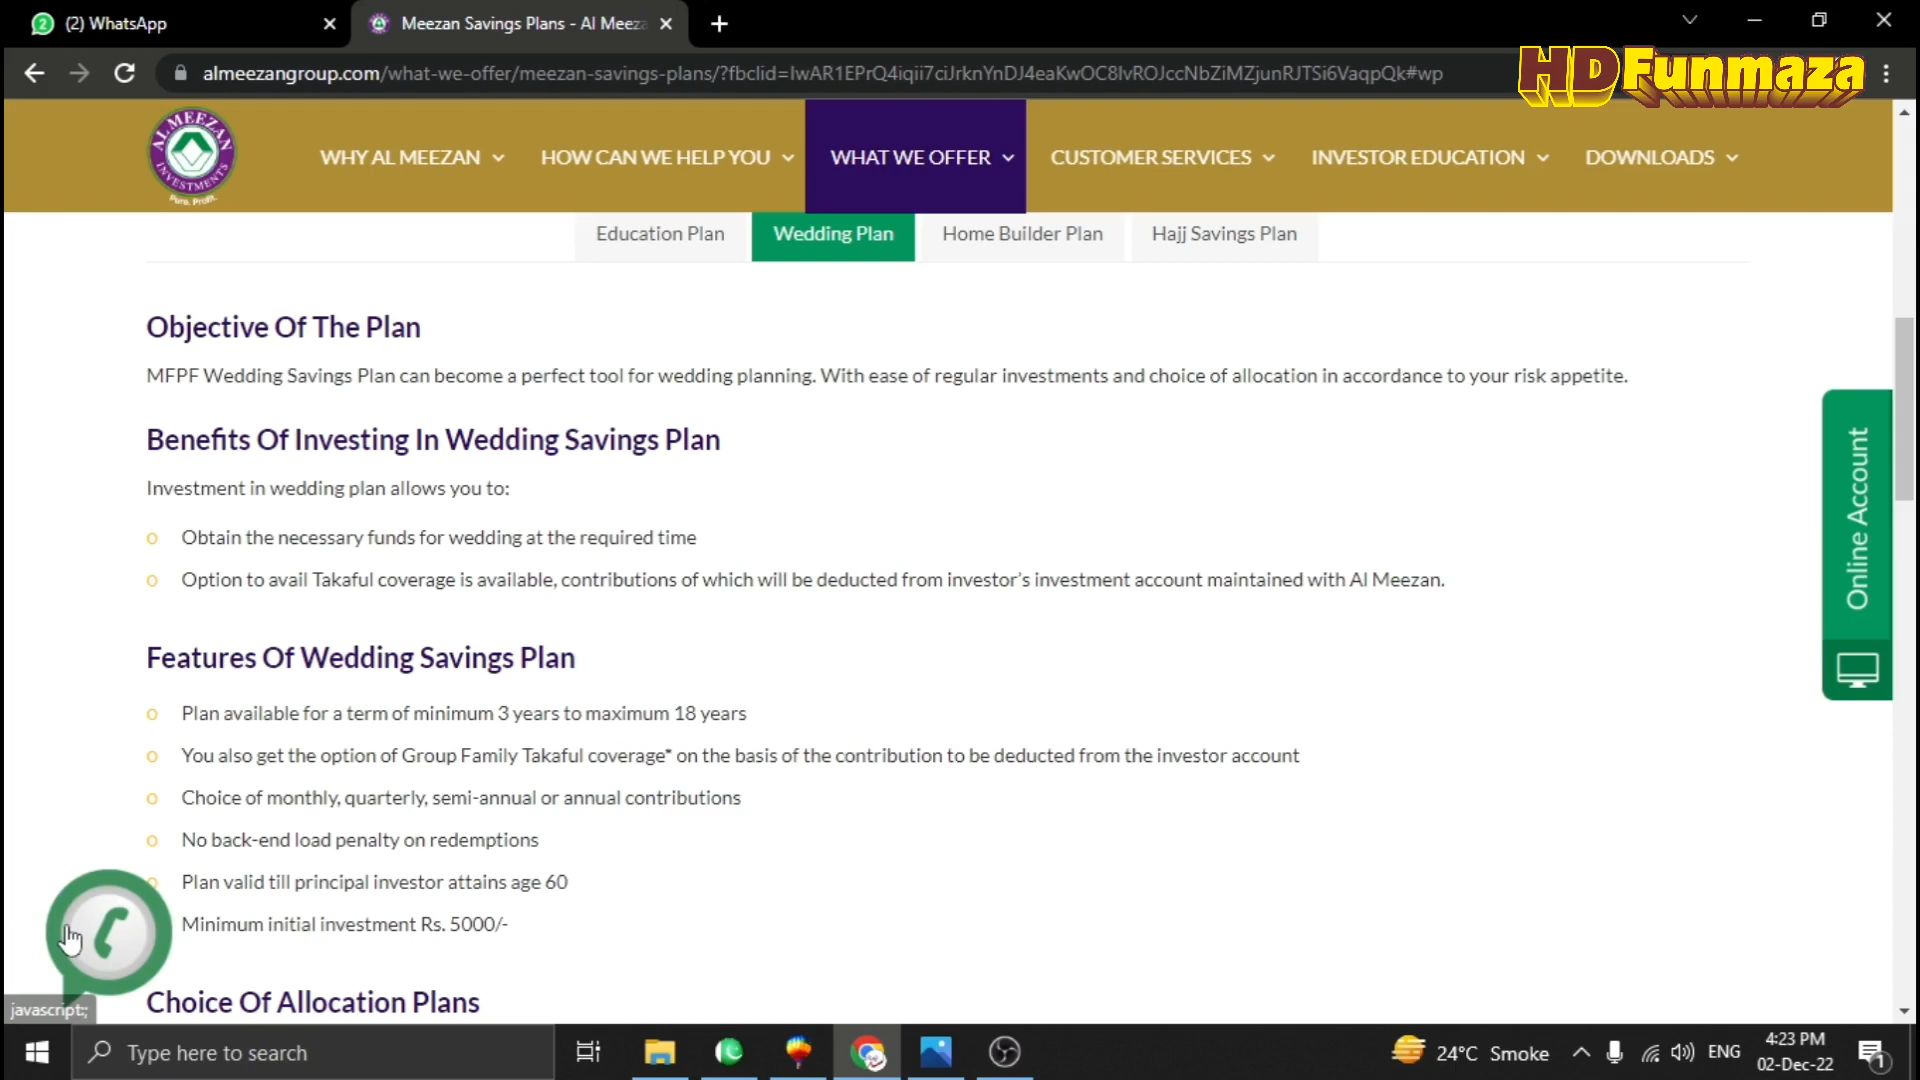 (2) WhatsApp
Meezan Savings Plans - Al Meeza
HDFunmaza
almeezangroup.com/what-we-offer/meezan-savings-plans/?fbclid=IwAR1EPrQ4iqii7ciJrknYnDJ4eaKwOC8lvROJccNbZiMZjunRJTSi6VaqpQk#wp
AL MEEZAN
INVESTMENTS
Pure. Profit.
WHY AL MEEZAN
HOW CAN WE HELP YOU
WHAT WE OFFER
CUSTOMER SERVICES
INVESTOR EDUCATION
DOWNLOADS
Education Plan
Wedding Plan
Home Builder Plan
Hajj Savings Plan
Objective Of The Plan
MFPF Wedding Savings Plan can become a perfect tool for wedding planning. With ease of regular investments and choice of allocation in accordance to your risk appetite.
Benefits Of Investing In Wedding Savings Plan
Investment in wedding plan allows you to:
o Obtain the necessary funds for wedding at the required time
o Option to avail Takaful coverage is available, contributions of which will be deducted from investor's investment account maintained with Al Meezan.
Online Account
Features Of Wedding Savings Plan
o Plan available for a term of minimum 3 years to maximum 18 years
o You also get the option of Group Family Takaful coverage* on the basis of the contribution to be deducted from the investor account
o Choice of monthly, quarterly, semi-annual or annual contributions
o No back-end load penalty on redemptions
o Plan valid till principal investor attains age 60
Minimum initial investment Rs. 5000/-
Choice Of Allocation Plans
javascript:;
Type here to search
24°C Smoke
ENG
4:23 PM
02-Dec-22
1